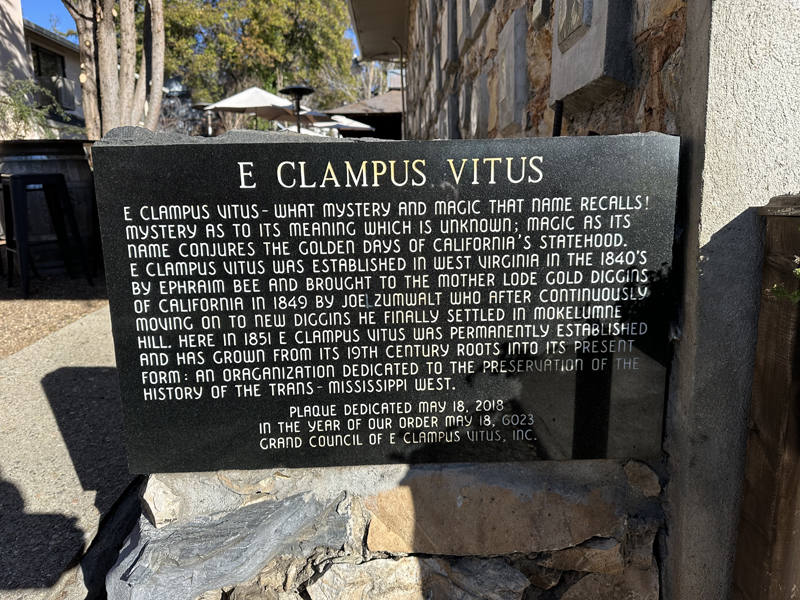 E CLAMPUS VITUS
E CLAMPUS VITUS - WHAT MYSTERY AND MAGIC THAT NAME RECALLS!
MYSTERY AS TO ITS MEANING WHICH IS UNKNOWN; MAGIC AS ITS
NAME CONJURES THE GOLDEN DAYS OF CALIFORNIA'S STATEHOOD.
E CLAMPUS VITUS WAS ESTABLISHED IN WEST VIRGINIA IN THE 1840'S
BY EPHRAIM BEE AND BROUGHT TO THE MOTHER LODE GOLD DIGGINS
OF CALIFORNIA IN 1849 BY JOE ZUMWALT WHO AFTER CONTINUOUSLY
MOVING ON TO NEW DIGGINS HE FINALLY SETTLED IN MOKELUMNE
HILL. HERE IN 1851 E CLAMPUS VITUS WAS PERMANENTLY ESTABLISHED
AND HAS GROWN FROM ITS 19TH CENTURY ROOTS INTO ITS PRESENT
FORM: AN ORAGANIZATION DEDICATED TO THE PRESERVATION OF THE
HISTORY OF THE TRANS - MISSISSIPPI WEST.
PLAQUE DEDICATED MAY 18, 2018
IN THE YEAR OF OUR ORDER MAY 18, 6023
GRAND COUNCIL OF E CLAMPUS VITUS, INC.